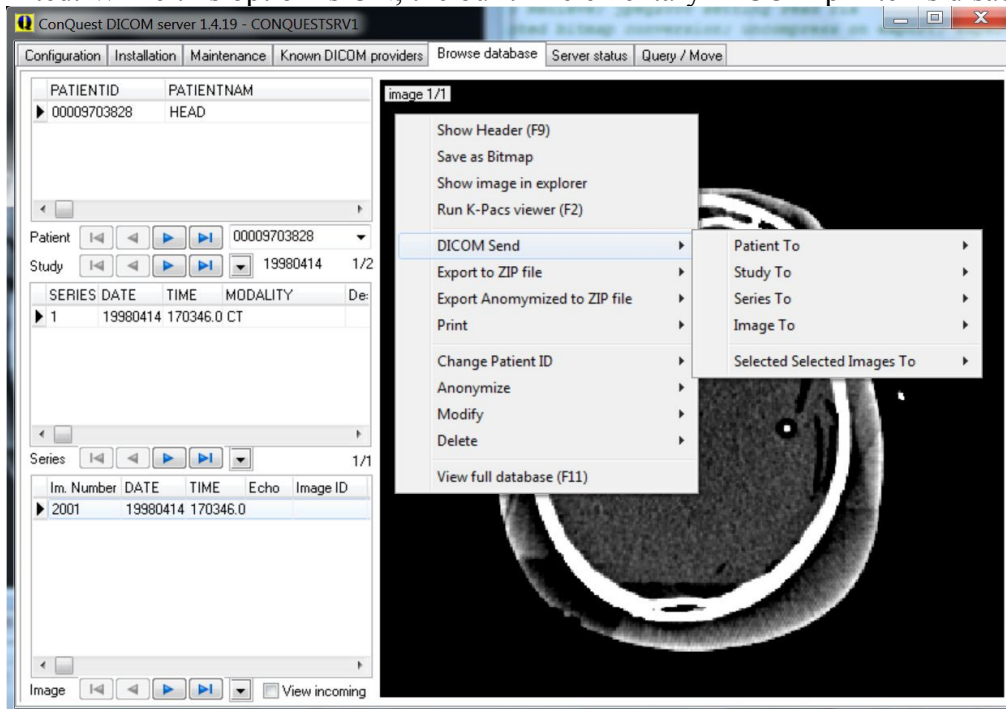 ConQuest DICOM server 1.4.19 - CONQUESTSRV1
Configuration Installation Maintenance Known DICOM providers Browse database Server status Query / Move
PATIENTID PATIENTNAM
00009703828 HEAD
Patient 00009703828
Study 19980414 1/2
SERIES DATE TIME MODALITY De:
1 19980414 170346.0 CT
Series 1/1
Im. Number DATE TIME Echo Image ID
2001 19980414 170346.0
Image View incoming
image 1/1
Show Header (F9)
Save as Bitmap
Show image in explorer
Run K-Pacs viewer (F2)
DICOM Send
Export to ZIP file
Export Anomymized to ZIP file
Print
Change Patient ID
Anonymize
Modify
Delete
View full database (F11)
Patient To
Study To
Series To
Image To
Selected Selected Images To